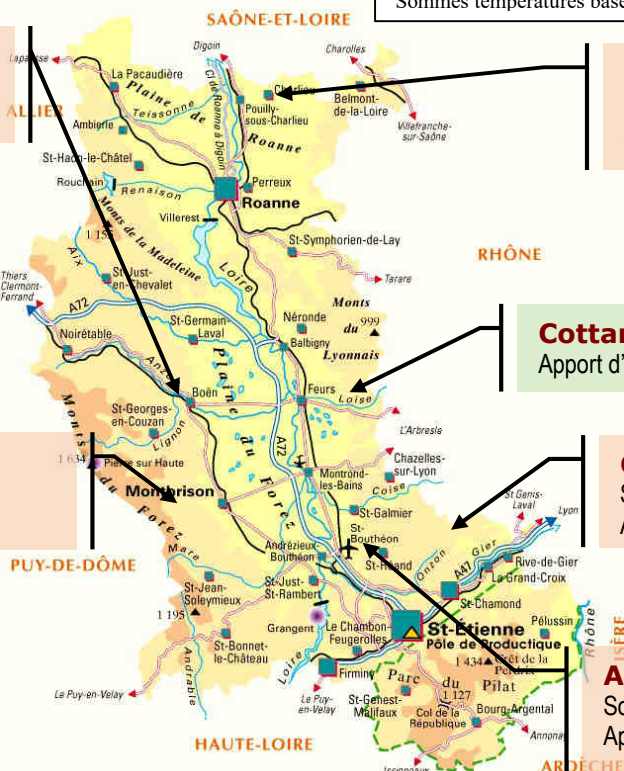 Sommes températures base
SAÔNE-ET-LOIRE
Digoin
Charolles
Lapalisse
La Pacaudière
Charlieu
ALLIER
Plaine de Roanne
Teissonne
Cl de Roanne à Digoin
Pouilly-
sous-Charlieu
Belmont-
de-la-Loire
Ambierle
Villefranche-
sur-Saône
St-Haon-le-Châtel
Rouchain
Renaison
Perreux
Roanne
Villerest
Monts de la Madeleine
St-Symphorien-de-Lay
RHÔNE
Aix
Loire
Tarare
Thiers
Clermont-
Ferrand
St-Just-
en-Chevalet
A72
Monts
du 999
Lyonnais
Néronde
St-Germain-
Laval
Balbigny
Noirétable
Anzon
Cottan
Apport d'
Plaine du Forez
Boën
Feurs
Loise
St-Georges-
en-Couzan
Lignon
L'Arbresle
A72
Monts du Forez
1 634
Pierre sur Haute
Montrond-
les-Bains
Chazelles-
sur-Lyon
Coise
Montbrison
St-Galmier
St Genis-
Laval
Lyon
S
A
PUY-DE-DÔME
Mare
Andrézieux-
Bouthéon
St-
Bouthéon
St-Héand
Onzon
Gier
A47
Rive-de-Gier
La Grand-Croix
St-Jean-
Soleymieux
St-Just-
St-Rambert
St-Chamond
1 195
Grangent
Le Chambon-
Feugerolles
St-Étienne
Pôle de Productique
Pélussin
Rhône
ISÈRE
St-Bonnet-
le-Château
Andrable
Loire
Firminy
1 434
Crêt de la
Perdrix
Parc
du
Pilat
1 127
Le Puy-en-Velay
Le Puy-
en-Velay
St-Genest-
Malifaux
Col de la
République
Bourg-Argental
Annonay
A
So
Ap
HAUTE-LOIRE
Issingeaux
ARDÈCHE